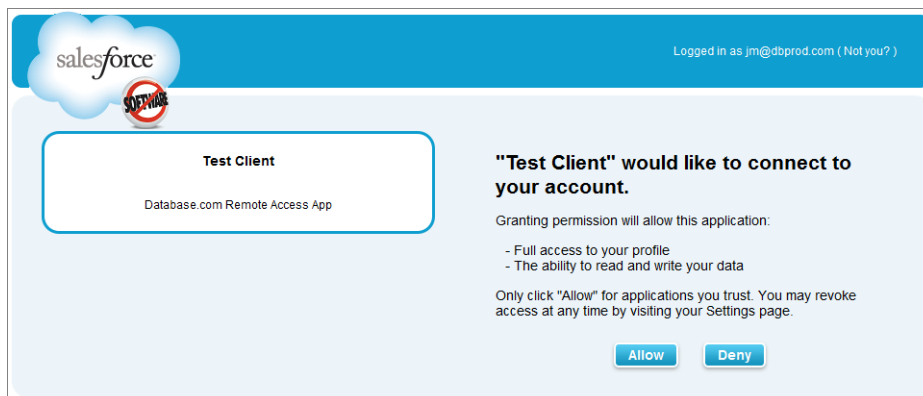 salesforce
SOFTWARE
Logged in as jm@dbprod.com ( Not you? )
Test Client
Database.com Remote Access App
"Test Client" would like to connect to
your account.
Granting permission will allow this application:
- Full access to your profile
- The ability to read and write your data
Only click "Allow" for applications you trust. You may revoke
access at any time by visiting your Settings page.
Allow
Deny